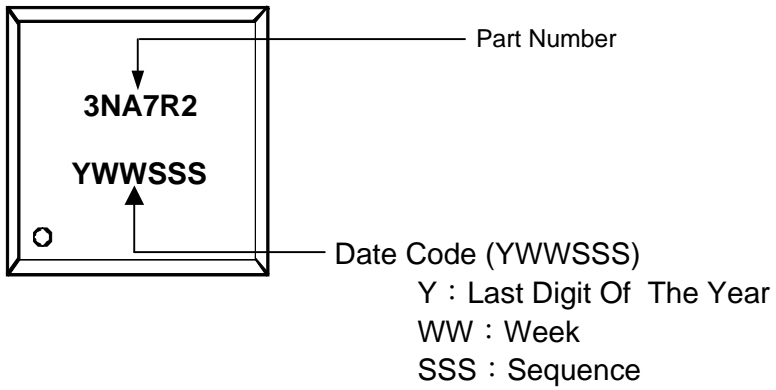 Part Number
3NA7R2
YWWSSS
Date Code (YWWSSS)
Y：Last Digit Of The Year
WW：Week
SSS：Sequence